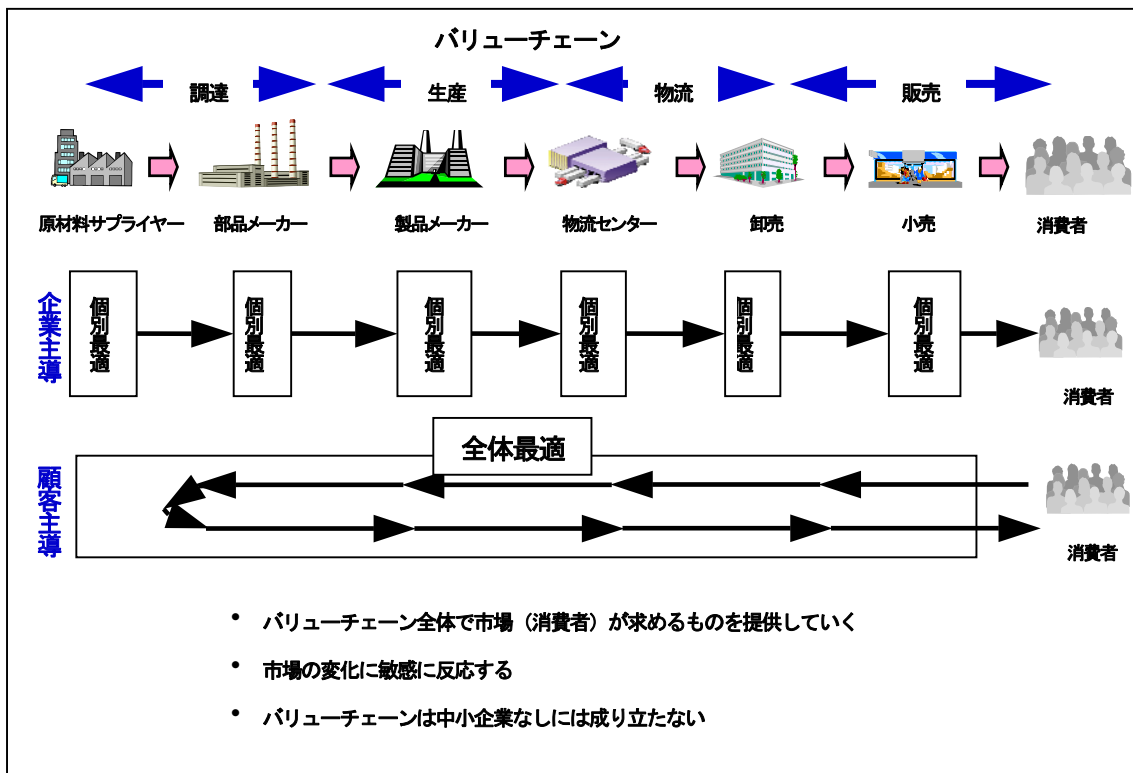 バリューチェーン
調達
生産
物流
販売
原材料サプライヤー
部品メーカー
製品メーカー
物流センター
卸売
小売
消費者
企業主導
個別最適
個別最適
個別最適
個別最適
個別最適
個別最適
消費者
全体最適
顧客主導
消費者
• バリューチェーン全体で市場（消費者）が求めるものを提供していく
• 市場の変化に敏感に反応する
• バリューチェーンは中小企業なしには成り立たない